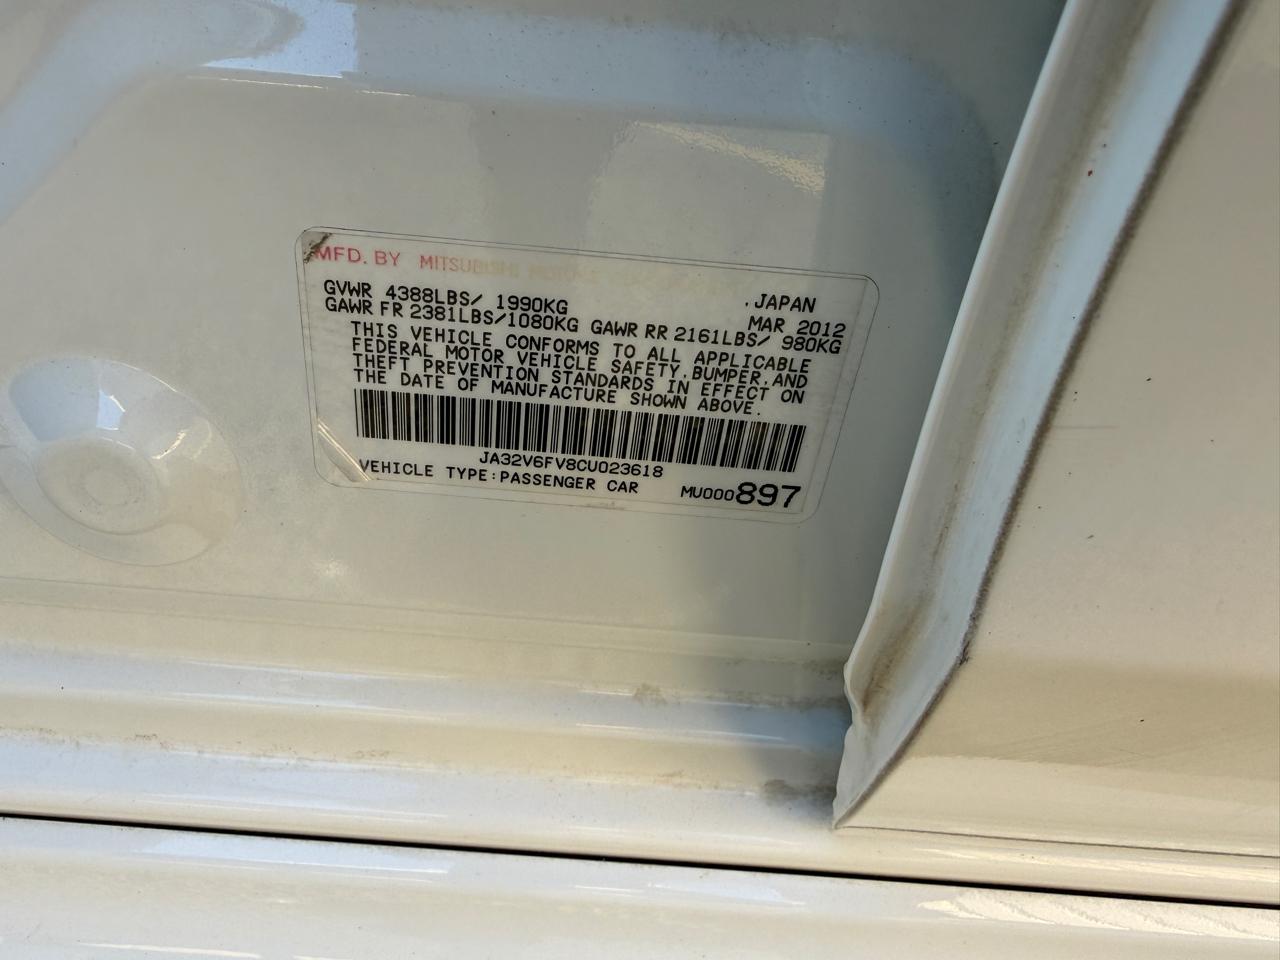 MFD. BY MITSUBISHI MOTORS
.JAPAN
GVWR 4388LBS/ 1990KG MAR 2012
GAWR FR 2381LBS/1080KG GAWR RR 2161LBS/ 980KG
THIS VEHICLE CONFORMS TO ALL APPLICABLE
FEDERAL MOTOR VEHICLE SAFETY, BUMPER, AND
THEFT PREVENTION STANDARDS IN EFFECT ON
THE DATE OF MANUFACTURE SHOWN ABOVE.
JA32V6FV8CU023618
VEHICLE TYPE:PASSENGER CAR MU000897